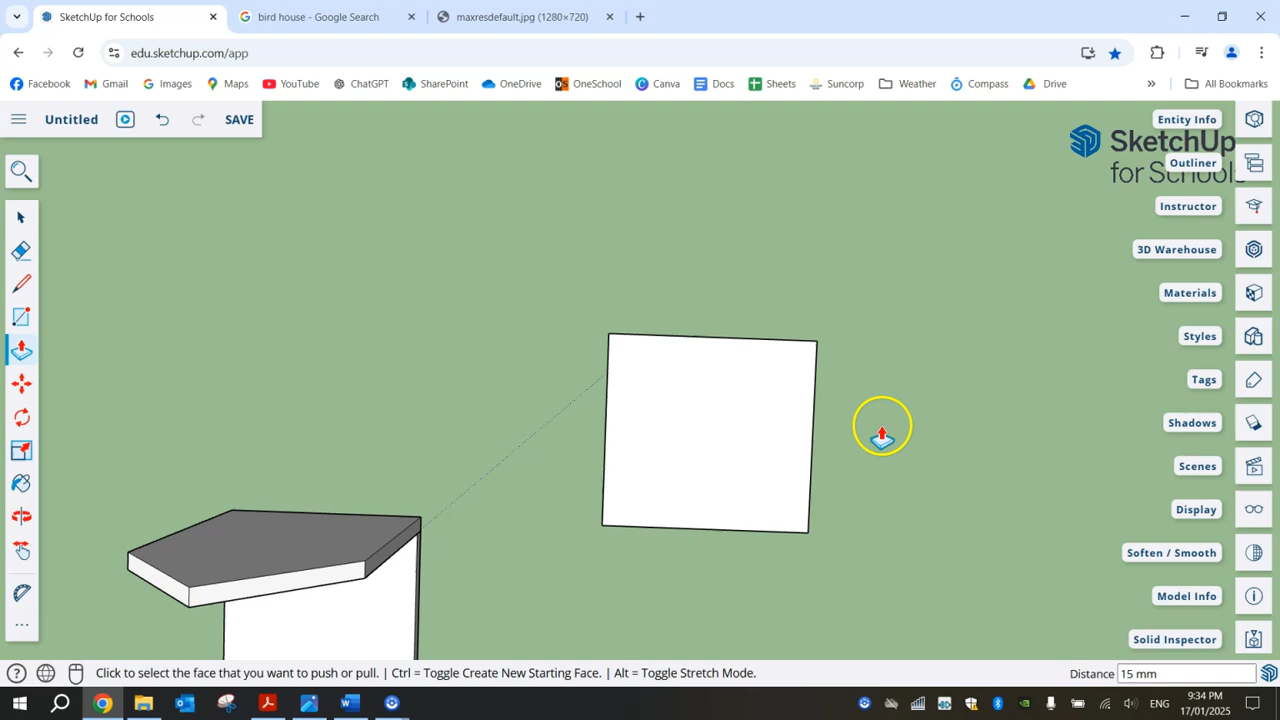 SketchUp for Schools
bird house - Google Search
maxresdefault.jpg (1280×720)
edu.sketchup.com/app
Facebook
Gmail
Images
Maps
YouTube
ChatGPT
SharePoint
OneDrive
OneSchool
Canva
Docs
Sheets
Suncorp
Weather
Compass
Drive
All Bookmarks
Untitled
SAVE
SketchUp
for Schools
Entity Info
Outliner
Instructor
3D Warehouse
Materials
Styles
Tags
Shadows
Scenes
Display
Soften / Smooth
Model Info
Solid Inspector
Click to select the face that you want to push or pull. | Ctrl = Toggle Create New Starting Face. | Alt = Toggle Stretch Mode.
Distance 15 mm
ENG
9:34 PM
17/01/2025